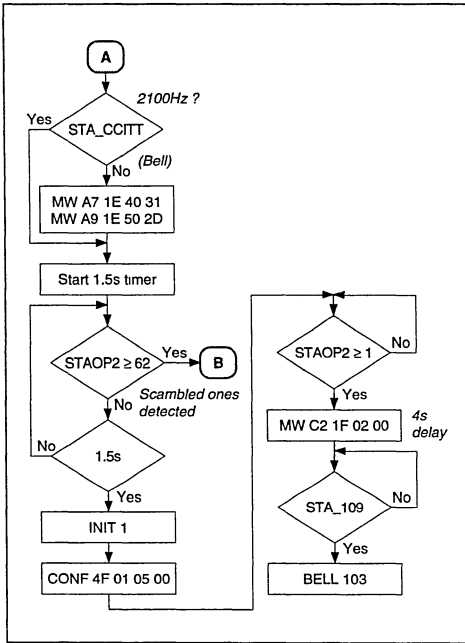 A
2100Hz ?
Yes
STA_CCITT
(Bell)
No
MW A7 1E 40 31
MW A9 1E 50 2D
Start 1.5s timer
STAOP2 ≥ 62
Yes
B
Scambled ones
detected
No
No
1.5s
Yes
INIT 1
CONF 4F 01 05 00
STAOP2 ≥ 1
No
Yes
MW C2 1F 02 00
4s
delay
STA_109
No
Yes
BELL 103